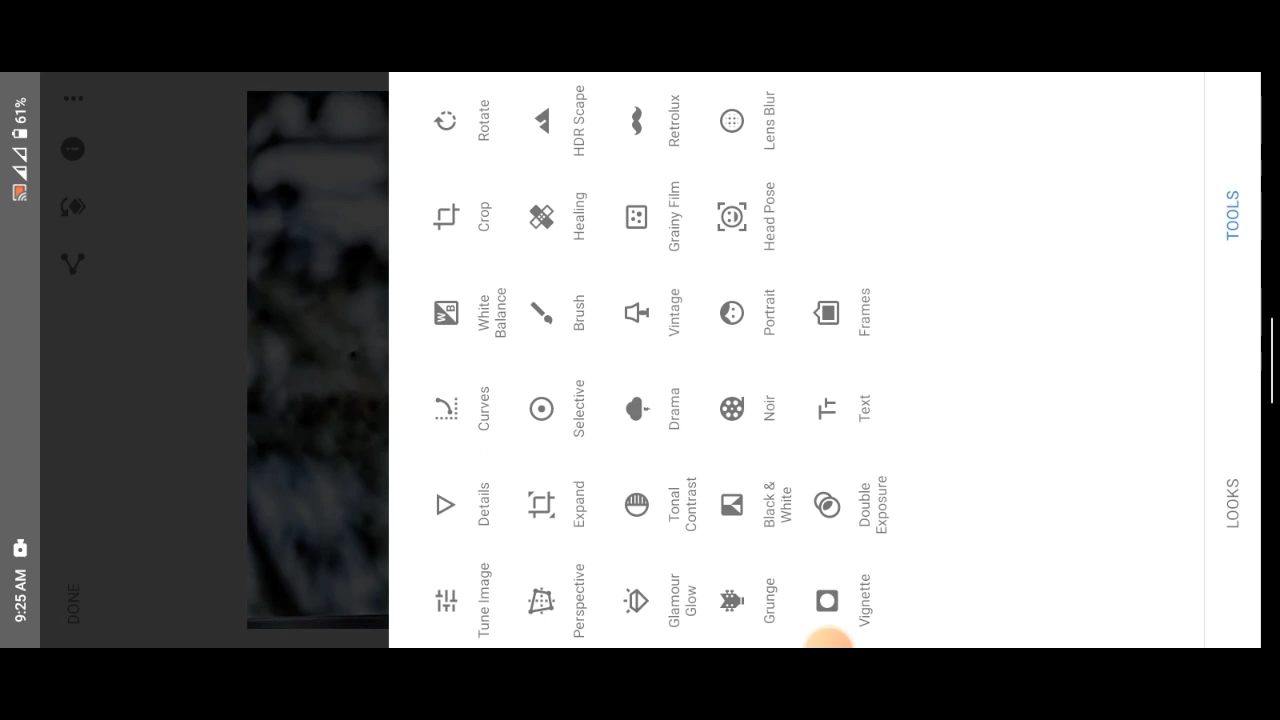 9:25 AM
61%
DONE
Tune Image
Details
Curves
White
Balance
Crop
Rotate
Perspective
Expand
Selective
Brush
Healing
HDR Scape
Glamour
Glow
Tonal
Contrast
Drama
Vintage
Grainy Film
Retrolux
Grunge
Black &
White
Noir
Portrait
Head Pose
Lens Blur
Vignette
Double
Exposure
Text
Frames
LOOKS
TOOLS